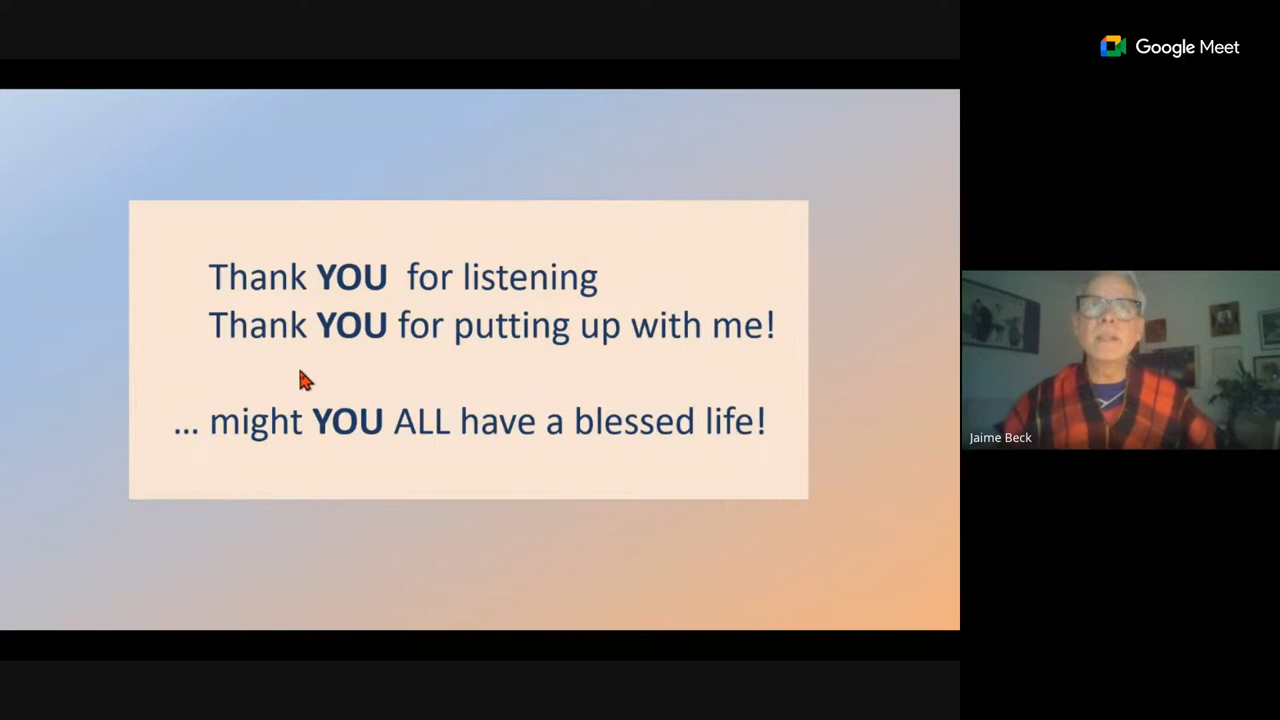 Google Meet
Thank YOU for listening
Thank YOU for putting up with me!
... might YOU ALL have a blessed life!
Jaime Beck